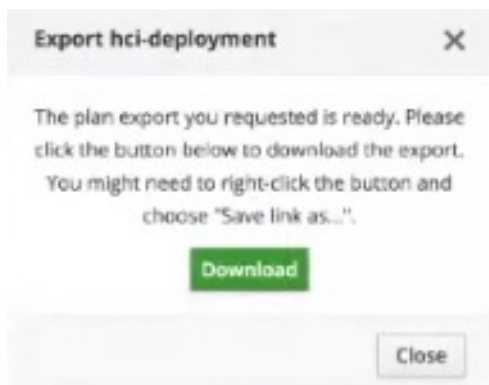 Export hci-deployment
The plan export you requested is ready. Please
click the button below to download the export.
You might need to right-click the button and
choose "Save link as...".
Download
Close